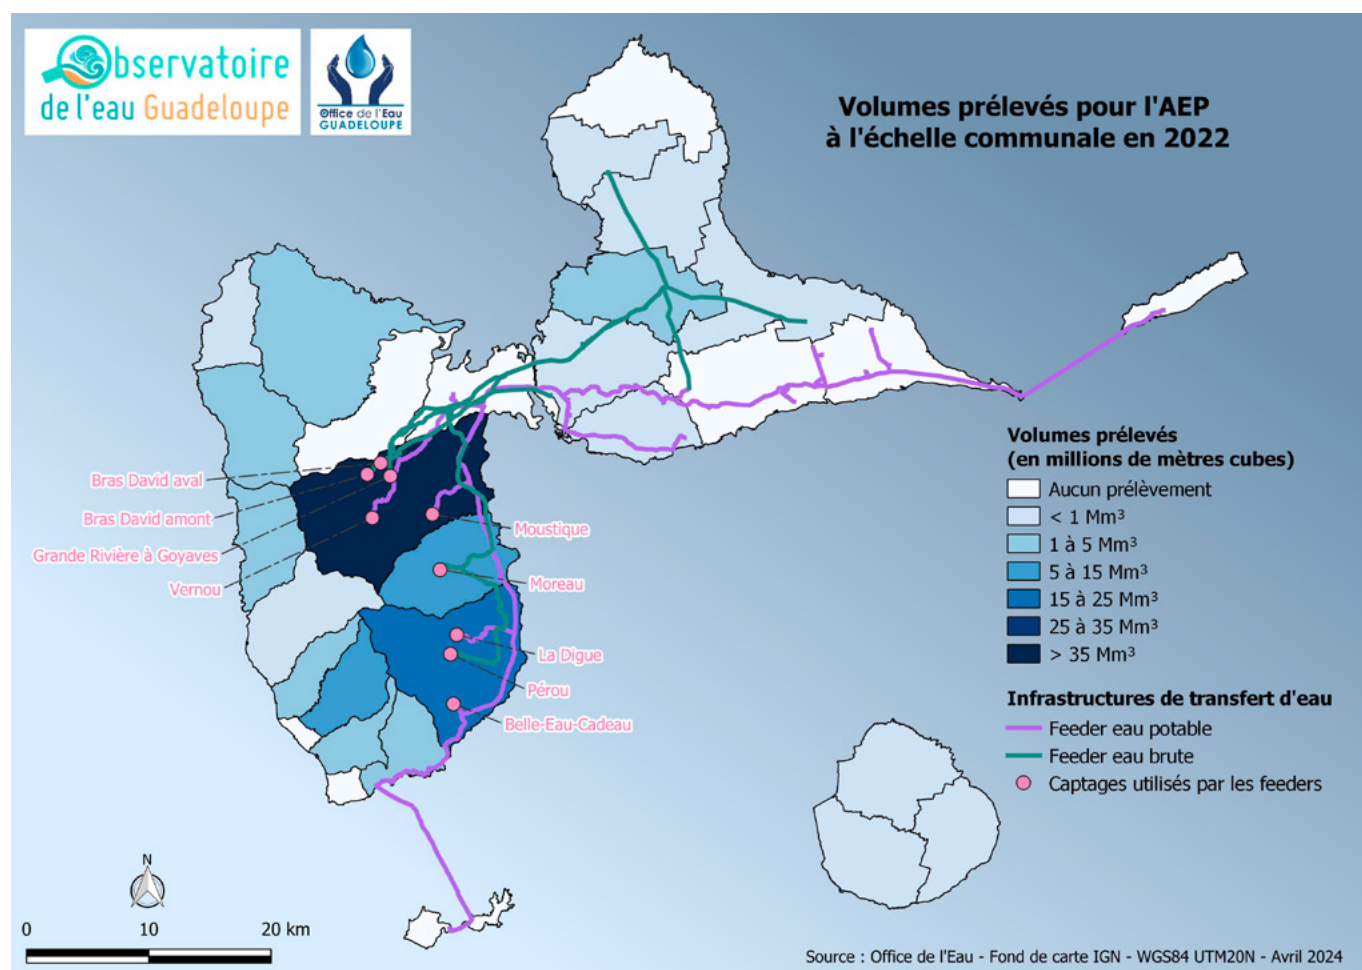 Observatoire
de l'eau Guadeloupe
Office de l'Eau
GUADELOUPE
Volumes prélevés pour l'AEP
à l'échelle communale en 2022
Bras David aval
Bras David amont
Grande Rivière à Goyaves
Vernou
Moustique
Moreau
La Digue
Pérou
Belle-Eau-Cadeau
Volumes prélevés
(en millions de mètres cubes)
Aucun prélèvement
< 1 Mm³
1 à 5 Mm³
5 à 15 Mm³
15 à 25 Mm³
25 à 35 Mm³
> 35 Mm³
Infrastructures de transfert d'eau
Feeder eau potable
Feeder eau brute
Captages utilisés par les feeders
N
0 10 20 km
Source : Office de l'Eau - Fond de carte IGN - WGS84 UTM20N - Avril 2024